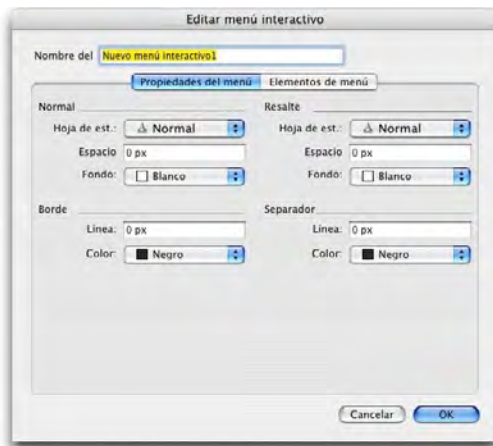 Editar menú interactivo
Nombre del Nuevo menú interactivo1
Propiedades del menú Elementos de menú
Normal Resalte
Hoja de est.: Normal Hoja de est.: Normal
Espacio 0 px Espacio 0 px
Fondo: Blanco Fondo: Blanco
Borde Separador
Línea: 0 px Línea: 0 px
Color: Negro Color: Negro
Cancelar OK